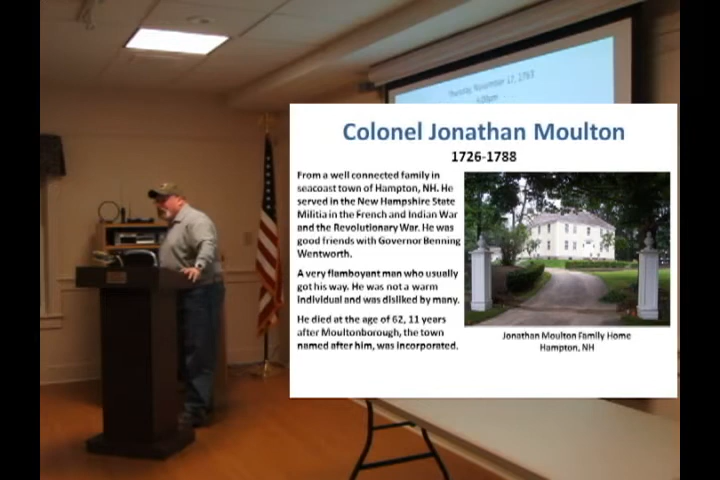 Thursday, November 17, 1763
Colonel Jonathan Moulton
1726-1788
From a well connected family in
seacoast town of Hampton, NH. He
served in the New Hampshire State
Militia in the French and Indian War
and the Revolutionary War. He was
good friends with Governor Benning
Wentworth.
A very flamboyant man who usually
got his way. He was not a warm
individual and was disliked by many.
He died at the age of 62, 11 years
after Moultonborough, the town
named after him, was incorporated.
Jonathan Moulton Family Home
Hampton, NH